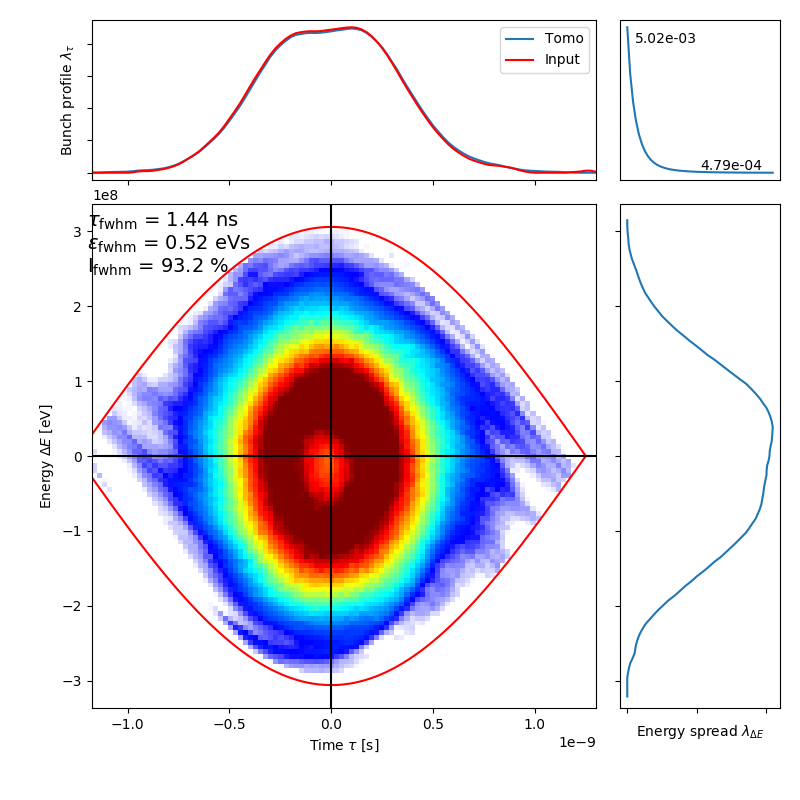 Bunch profile λτ
Tomo
Input
5.02e-03
4.79e-04
1e8
τfwhm = 1.44 ns
εfwhm = 0.52 eVs
Ifwhm = 93.2 %
Energy ΔE [eV]
3
2
1
0
−1
−2
−3
−1.0
−0.5
0.0
0.5
1.0
1e−9
Time τ [s]
Energy spread λΔE